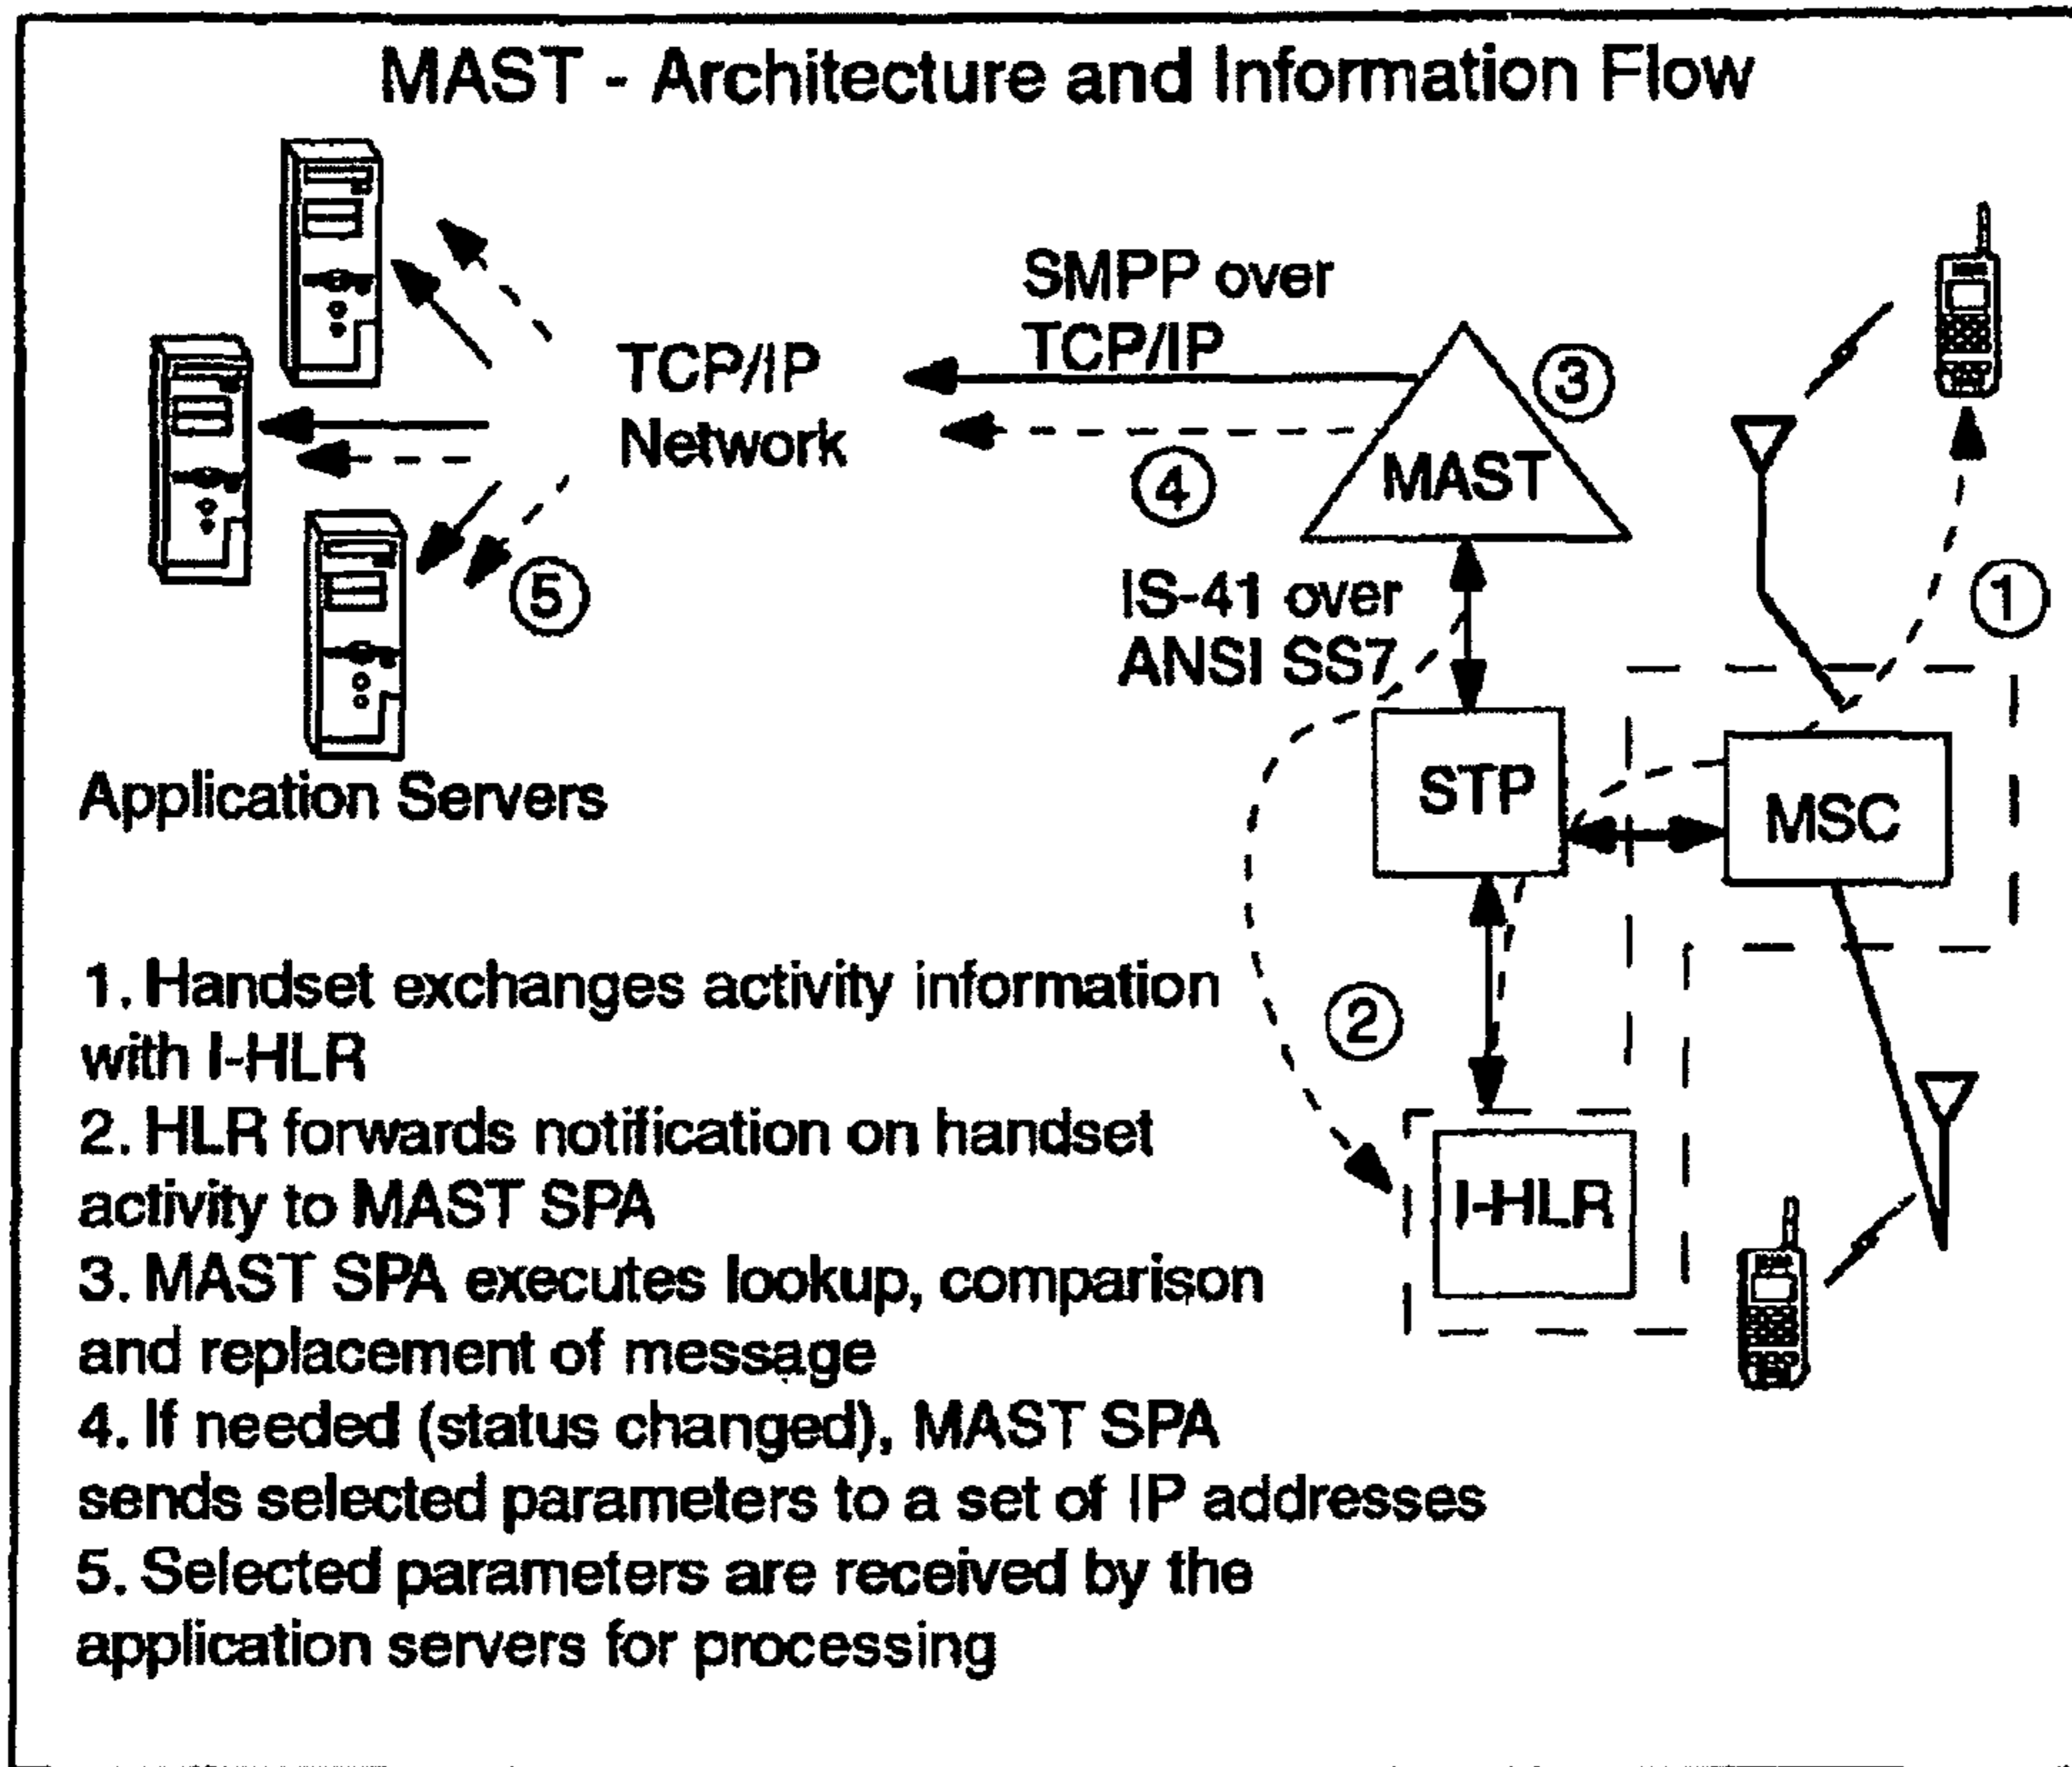 MAST - Architecture and Information Flow
SMPP over
TCP/IP
TCP/IP
Network
3
MAST
4
1
IS-41 over
ANSI SS7
5
STP
MSC
Application Servers
2
I-HLR
1. Handset exchanges activity information
with I-HLR
2. HLR forwards notification on handset
activity to MAST SPA
3. MAST SPA executes lookup, comparison
and replacement of message
4. If needed (status changed), MAST SPA
sends selected parameters to a set of IP addresses
5. Selected parameters are received by the
application servers for processing